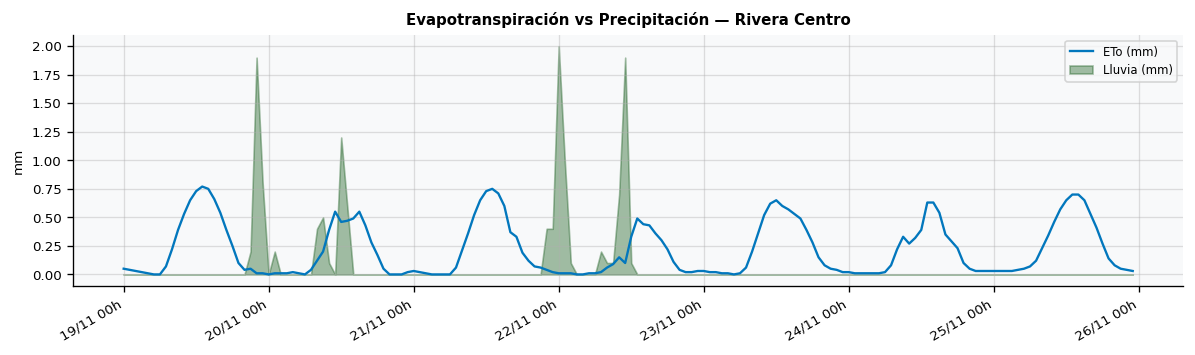 Evapotranspiración vs Precipitación — Rivera Centro
ETo (mm)
Lluvia (mm)
mm
2.00
1.75
1.50
1.25
1.00
0.75
0.50
0.25
0.00
19/11 00h
20/11 00h
21/11 00h
22/11 00h
23/11 00h
24/11 00h
25/11 00h
26/11 00h